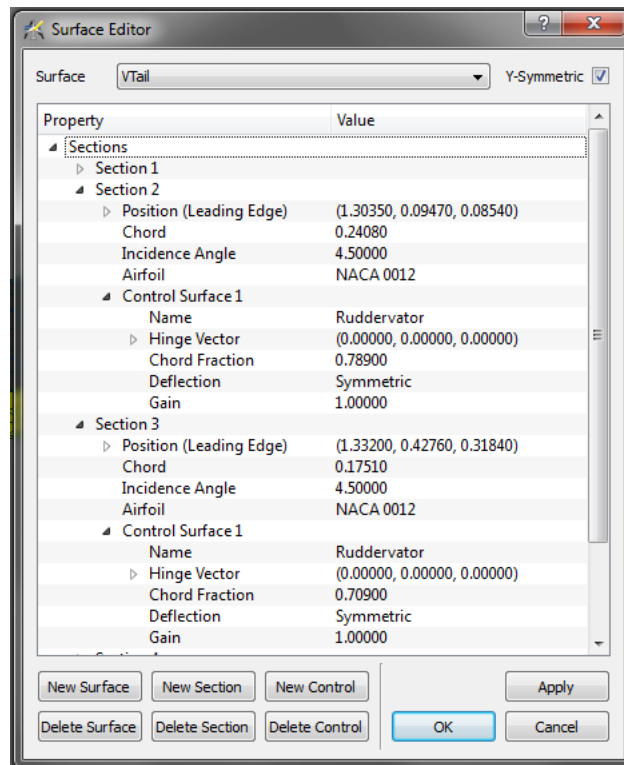 Surface Editor
?
X
Surface VTail Y-Symmetric
Property Value
Sections
Section 1
Section 2
Position (Leading Edge) (1.30350, 0.09470, 0.08540)
Chord 0.24080
Incidence Angle 4.50000
Airfoil NACA 0012
Control Surface 1
Name Ruddervator
Hinge Vector (0.00000, 0.00000, 0.00000)
Chord Fraction 0.78900
Deflection Symmetric
Gain 1.00000
Section 3
Position (Leading Edge) (1.33200, 0.42760, 0.31840)
Chord 0.17510
Incidence Angle 4.50000
Airfoil NACA 0012
Control Surface 1
Name Ruddervator
Hinge Vector (0.00000, 0.00000, 0.00000)
Chord Fraction 0.70900
Deflection Symmetric
Gain 1.00000
New Surface New Section New Control Apply
Delete Surface Delete Section Delete Control OK Cancel